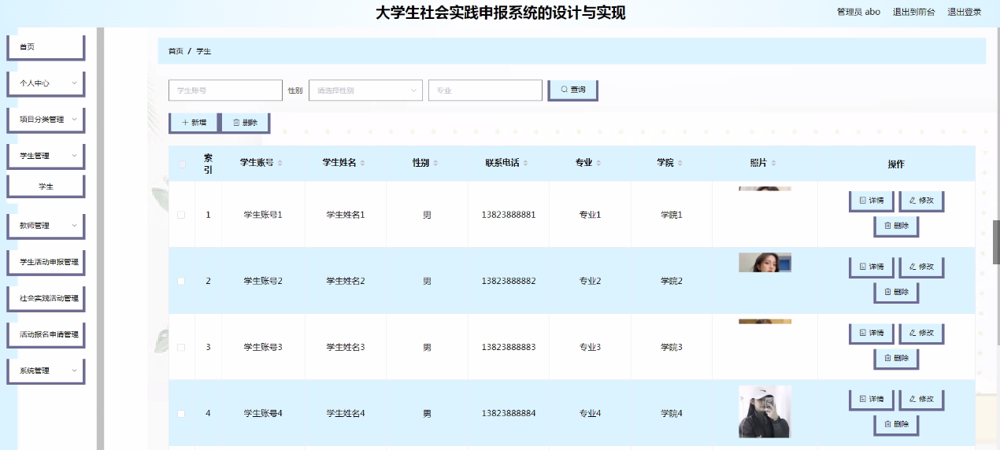 大学生社会实践申报系统的设计与实现
管理员 abo 退出到前台 退出登录
首页
个人中心
项目分类管理
学生管理
学生
教师管理
学生活动申报管理
社会实践活动管理
活动报名申请管理
系统管理
首页 / 学生
学生账号 性别 请选择性别 专业 查询
新增 删除
索引 学生账号 学生姓名 性别 联系电话 专业 学院 照片 操作
1 学生账号1 学生姓名1 男 13823888881 专业1 学院1 详情 修改
删除
2 学生账号2 学生姓名2 男 13823888882 专业2 学院2 详情 修改
删除
3 学生账号3 学生姓名3 男 13823888883 专业3 学院3 详情 修改
删除
4 学生账号4 学生姓名4 男 13823888884 专业4 学院4 详情 修改
删除